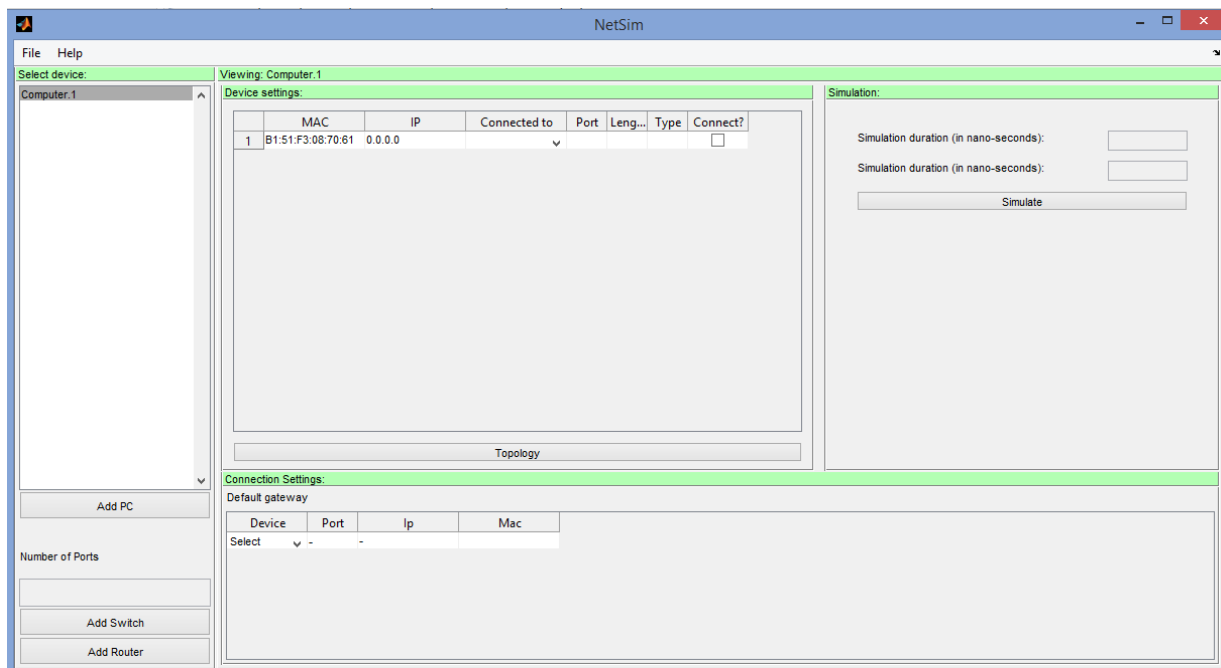 NetSim
File Help
Select device:
Computer.1
Add PC
Number of Ports
Add Switch
Add Router
Viewing: Computer.1
Device settings:
MAC IP Connected to Port Leng... Type Connect?
1 B1:51:F3:08:70:61 0.0.0.0
Topology
Simulation:
Simulation duration (in nano-seconds):
Simulation duration (in nano-seconds):
Simulate
Connection Settings:
Default gateway
Device Port Ip Mac
Select - -